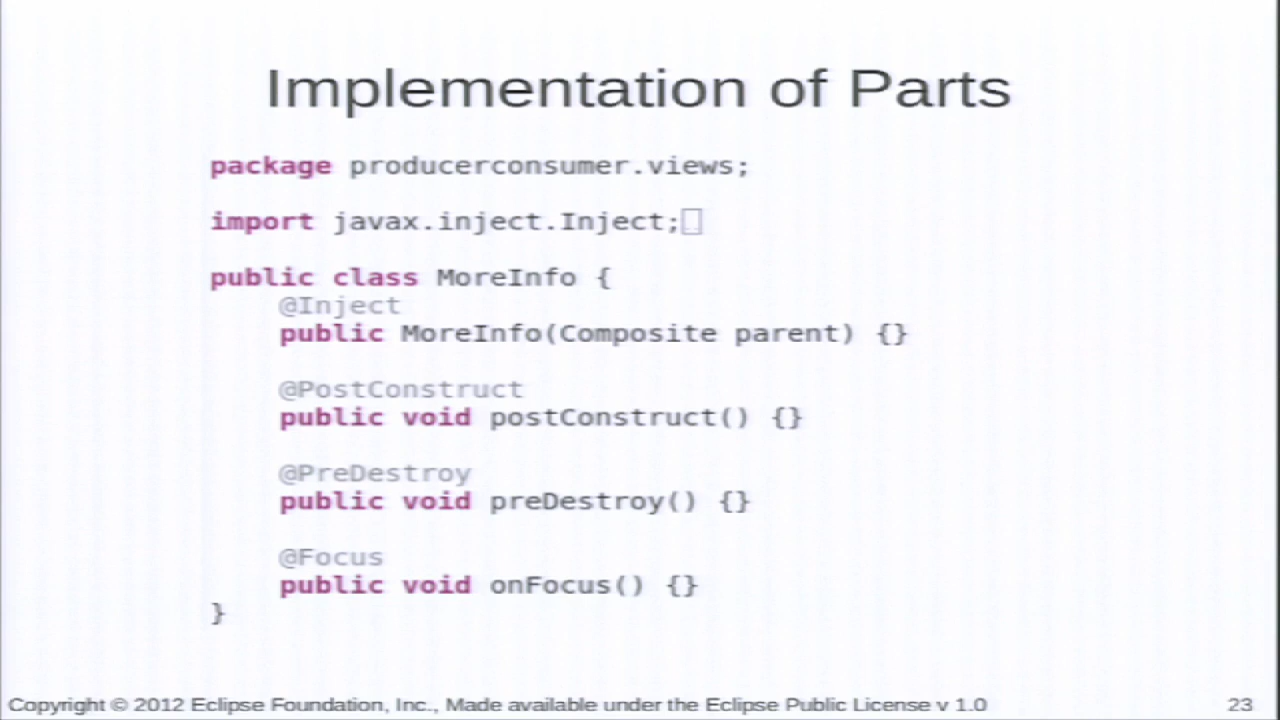 Implementation of Parts
package producerconsumer.views;
import javax.inject.Inject;
public class MoreInfo {
@Inject
public MoreInfo(Composite parent) {}
@PostConstruct
public void postConstruct() {}
@PreDestroy
public void preDestroy() {}
@Focus
public void onFocus() {}
}
Copyright © 2012 Eclipse Foundation, Inc., Made available under the Eclipse Public License v 1.0
23